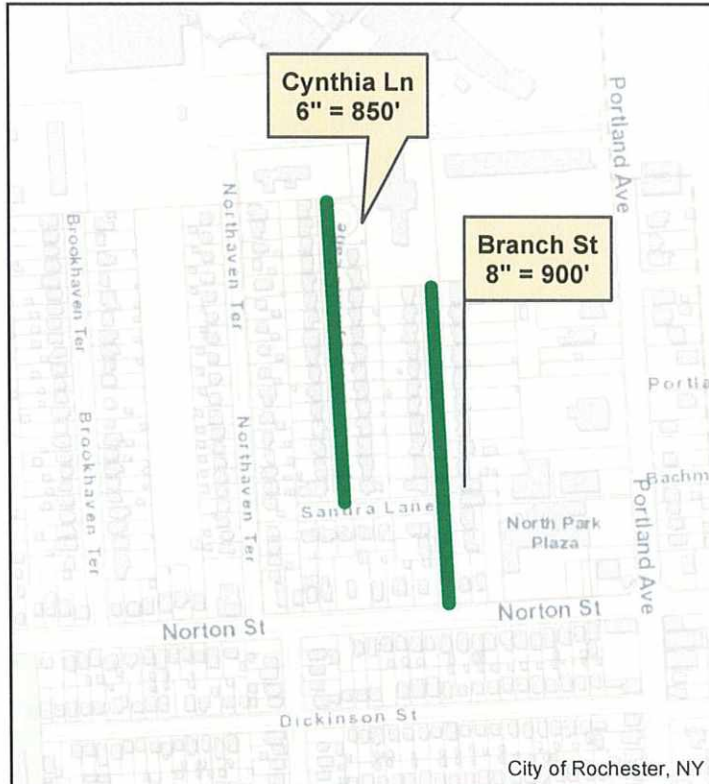 Cynthia Ln
6" = 850'
Portland Ave
Northaven Ter
Brookhaven Ter
Branch St
8" = 900'
Brookhaven Ter
Northaven Ter
Sandra Lane
North Park
Plaza
Portland Ave
Norton St
Norton St
Dickinson St
City of Rochester, NY